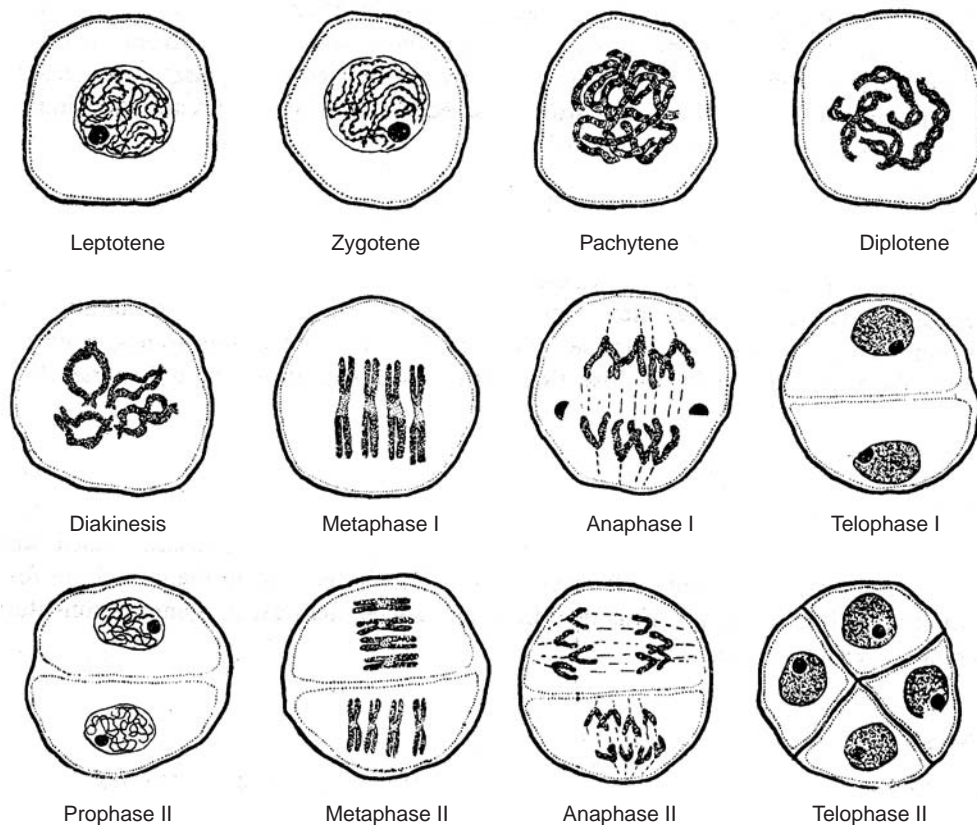 Leptotene
Zygotene
Pachytene
Diplotene
Diakinesis
Metaphase I
Anaphase I
Telophase I
Prophase II
Metaphase II
Anaphase II
Telophase II